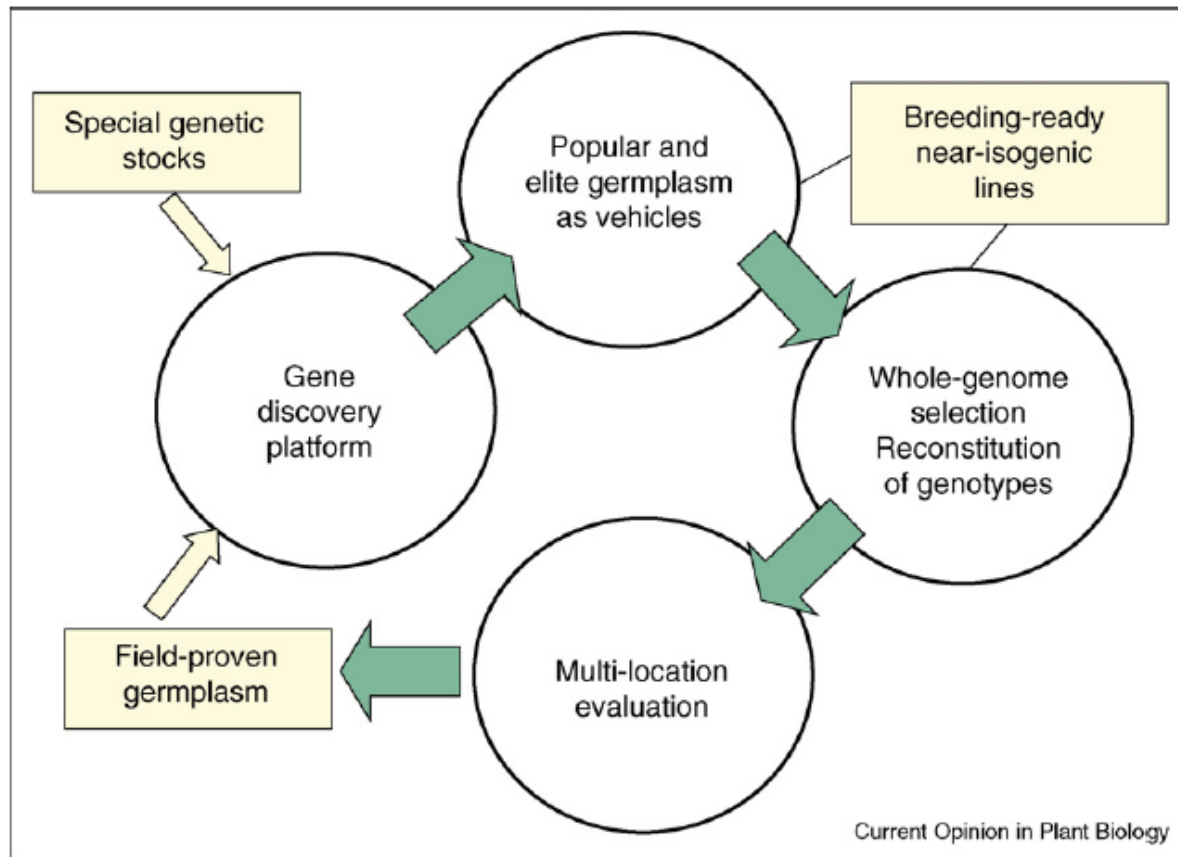 Special genetic
stocks
Popular and
elite germplasm
as vehicles
Breeding-ready
near-isogenic
lines
Gene
discovery
platform
Whole-genome
selection
Reconstitution
of genotypes
Field-proven
germplasm
Multi-location
evaluation
Current Opinion in Plant Biology